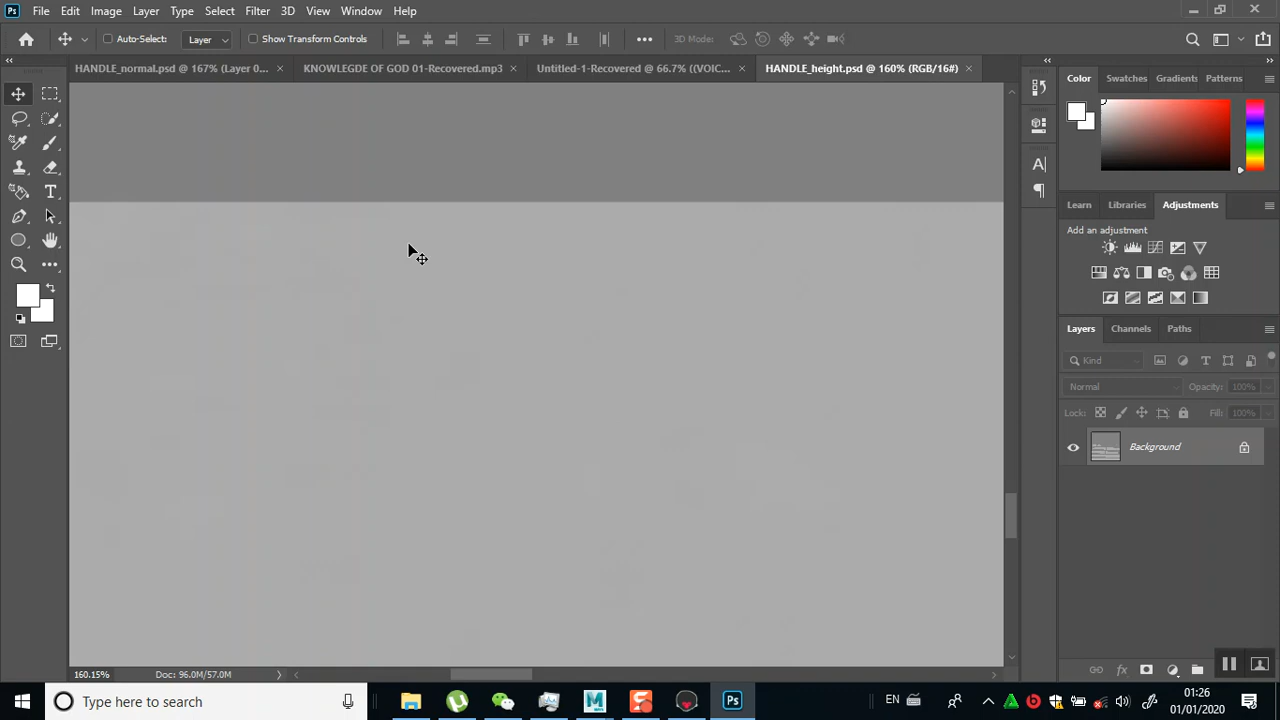 Ps File Edit Image Layer Type Select Filter 3D View Window Help
Auto-Select: Layer Show Transform Controls 3D Mode:
HANDLE_normal.psd @ 167% (Layer 0... × KNOWLEGDE OF GOD 01-Recovered.mp3 × Untitled-1-Recovered @ 66.7% ((VOIC... × HANDLE_height.psd @ 160% (RGB/16#) ×
Color Swatches Gradients Patterns
Learn Libraries Adjustments
Add an adjustment
Layers Channels Paths
Kind
Normal Opacity: 100%
Lock: Fill: 100%
Background
160.15% Doc: 96.0M/57.0M
Type here to search
Ps
EN
01:26
01/01/2020